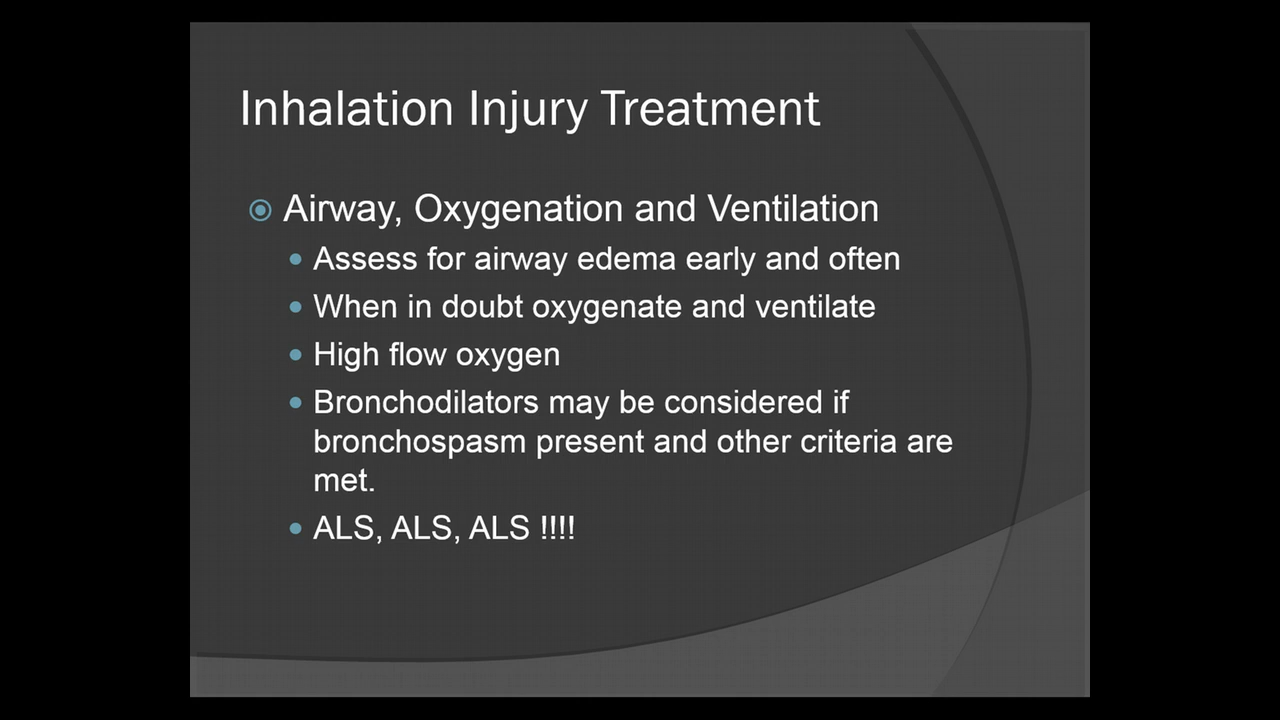 Inhalation Injury Treatment
Airway, Oxygenation and Ventilation
Assess for airway edema early and often
When in doubt oxygenate and ventilate
High flow oxygen
Bronchodilators may be considered if
bronchospasm present and other criteria are
met.
ALS, ALS, ALS !!!!